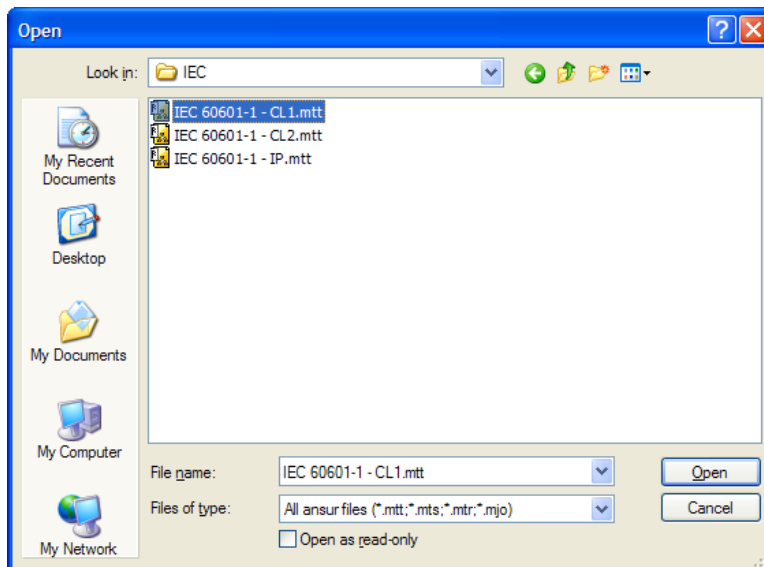 Open
Look in: IEC
IEC 60601-1 - CL1.mtt
IEC 60601-1 - CL2.mtt
IEC 60601-1 - IP.mtt
My Recent
Documents
Desktop
My Documents
My Computer
My Network
File name: IEC 60601-1 - CL1.mtt Open
Files of type: All ansur files (*.mtt;*.mts;*.mtr;*.mjo) Cancel
Open as read-only